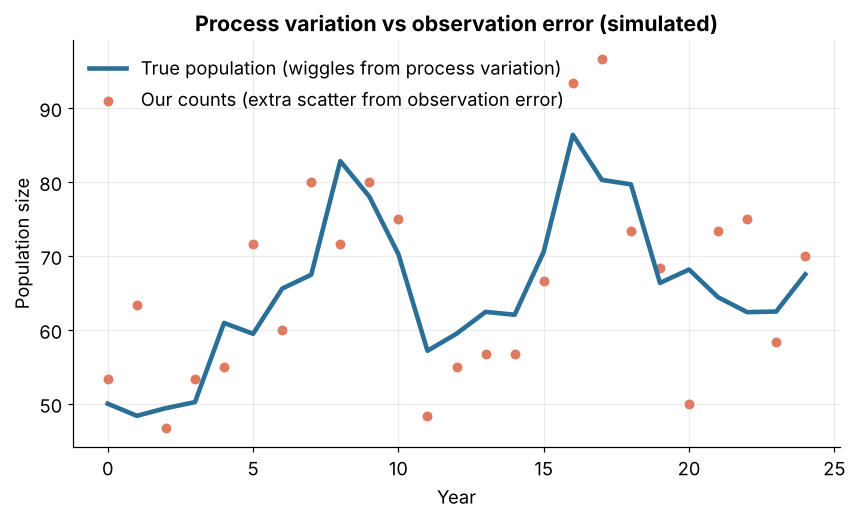 Process variation vs observation error (simulated)
True population (wiggles from process variation)
Our counts (extra scatter from observation error)
Population size
90
80
70
60
50
0 5 10 15 20 25
Year